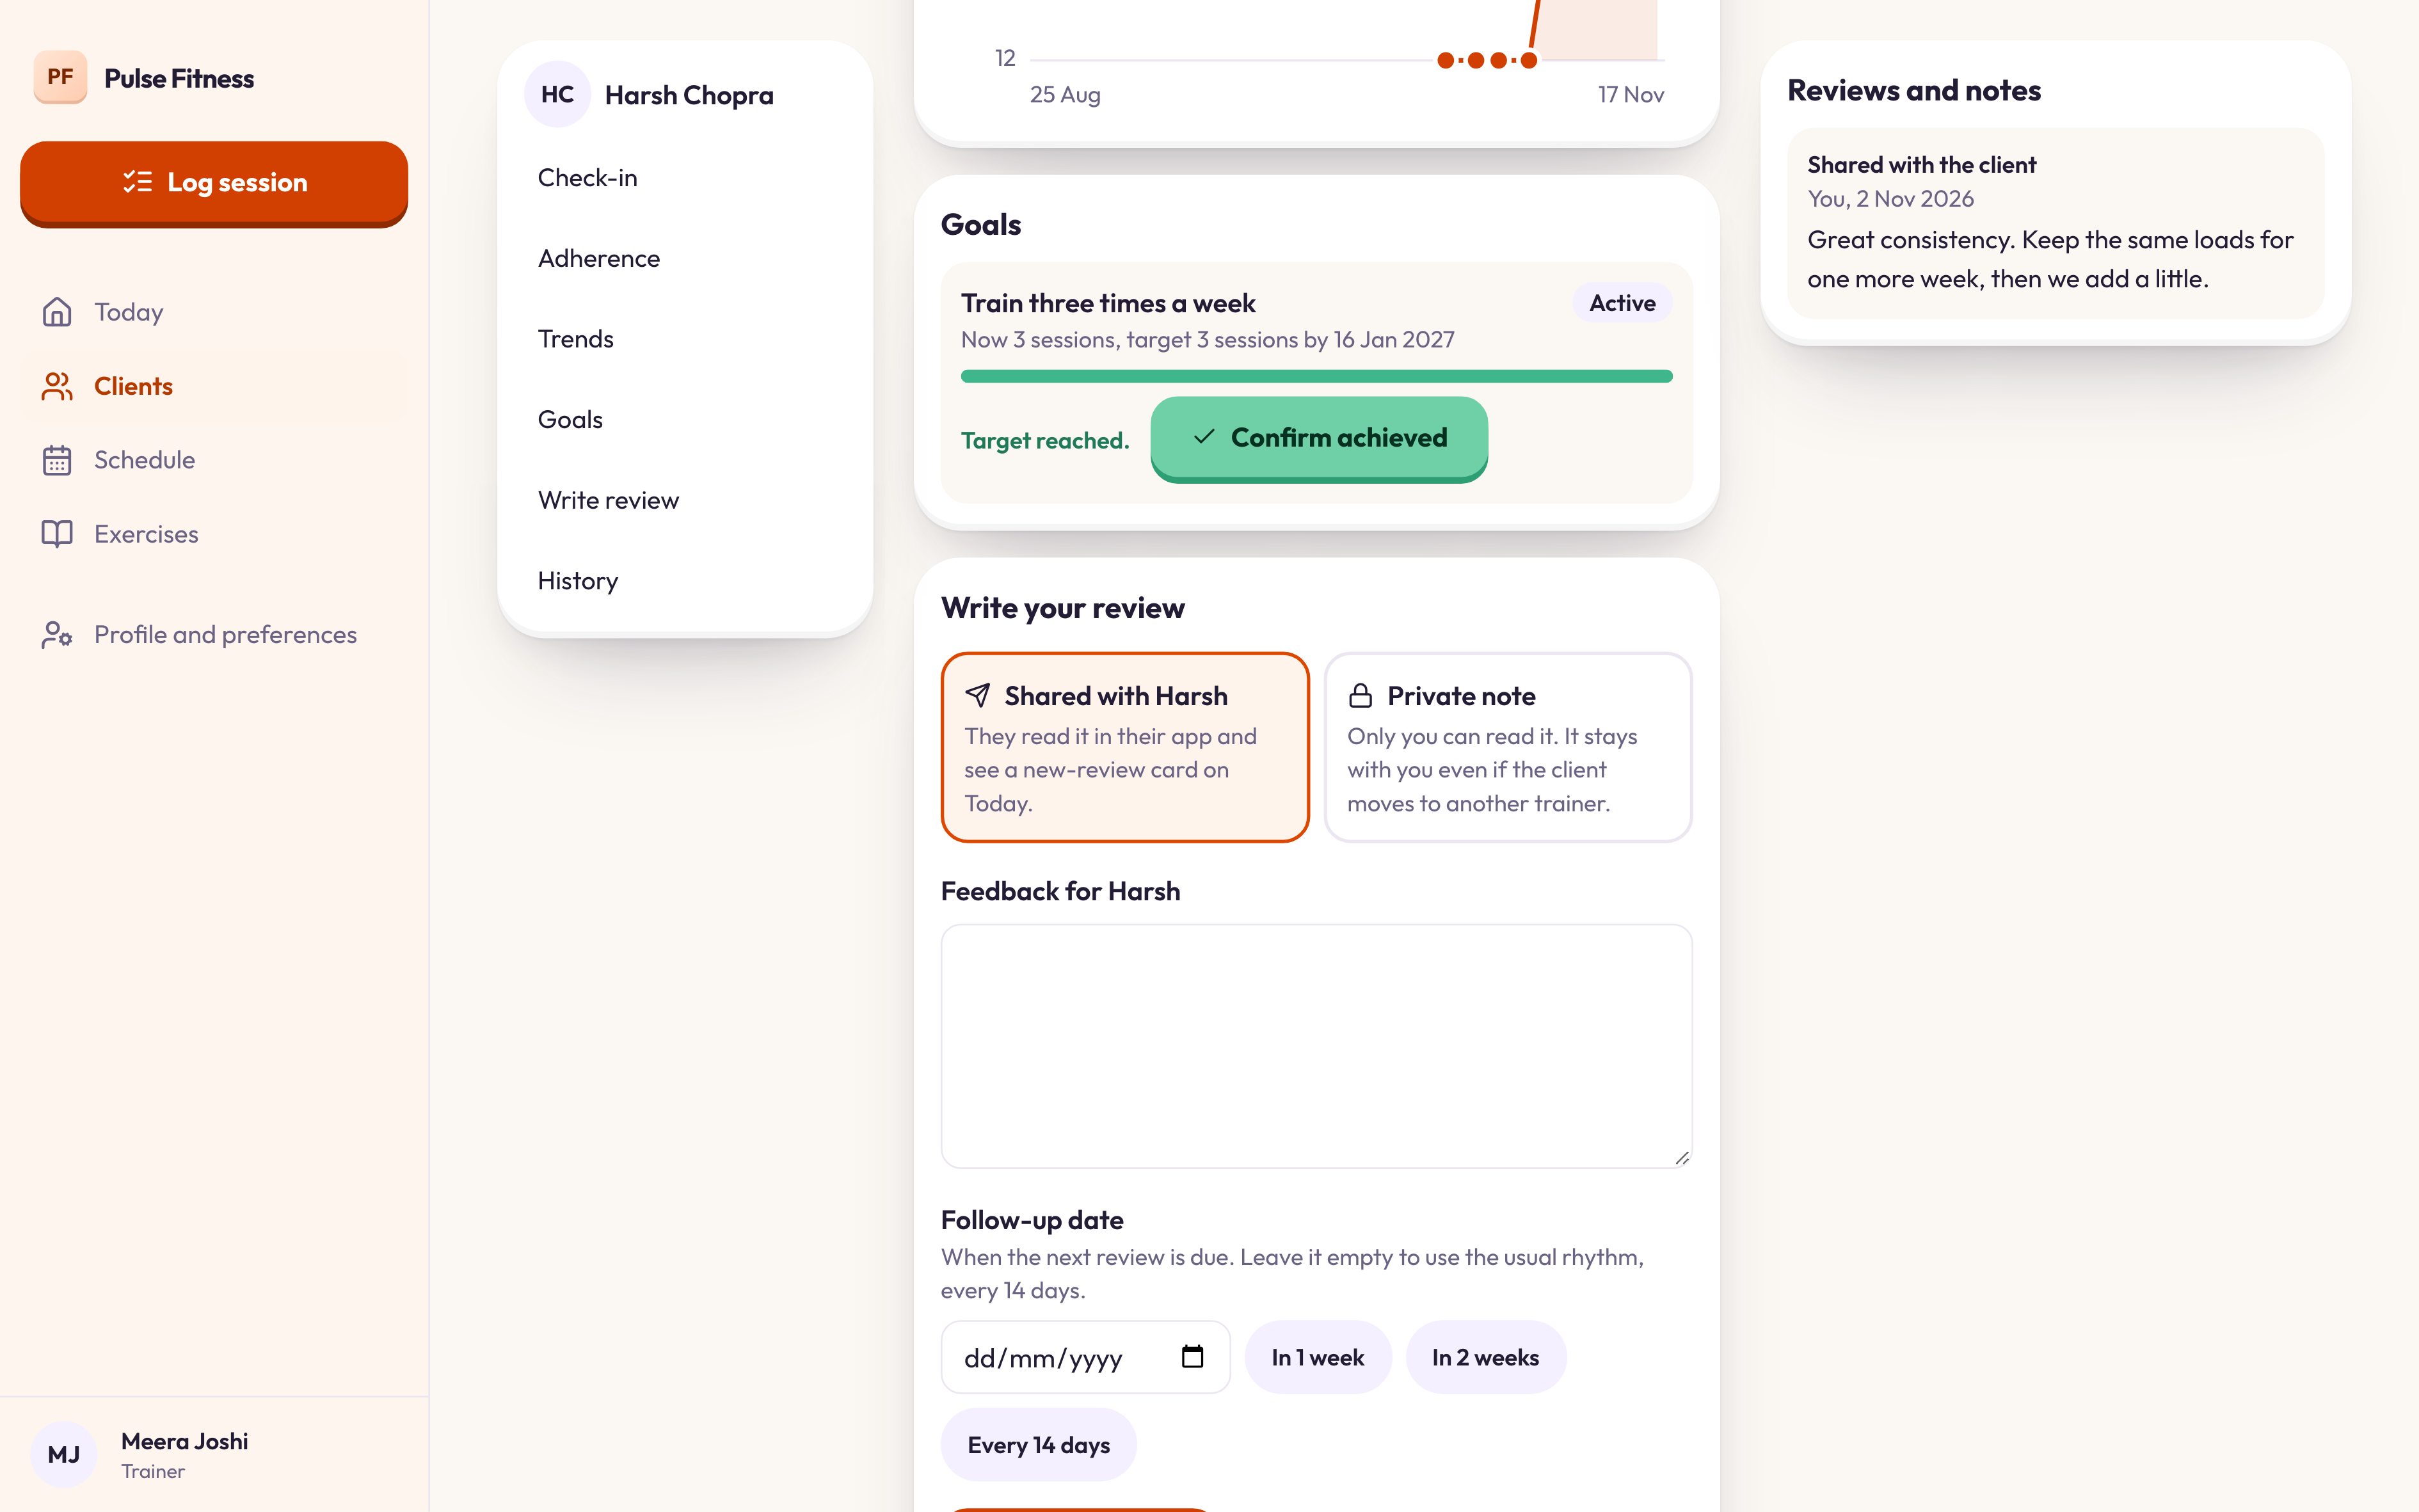 PF
Pulse Fitness
Log session
Today
Clients
Schedule
Exercises
Profile and preferences
MJ
Meera Joshi
Trainer
HC
Harsh Chopra
Check-in
Adherence
Trends
Goals
Write review
History
12
25 Aug
17 Nov
Goals
Train three times a week
Active
Now 3 sessions, target 3 sessions by 16 Jan 2027
Target reached.
Confirm achieved
Write your review
Shared with Harsh
They read it in their app and
see a new-review card on
Today.
Private note
Only you can read it. It stays
with you even if the client
moves to another trainer.
Feedback for Harsh
Follow-up date
When the next review is due. Leave it empty to use the usual rhythm,
every 14 days.
dd/mm/yyyy
In 1 week
In 2 weeks
Every 14 days
Reviews and notes
Shared with the client
You, 2 Nov 2026
Great consistency. Keep the same loads for
one more week, then we add a little.